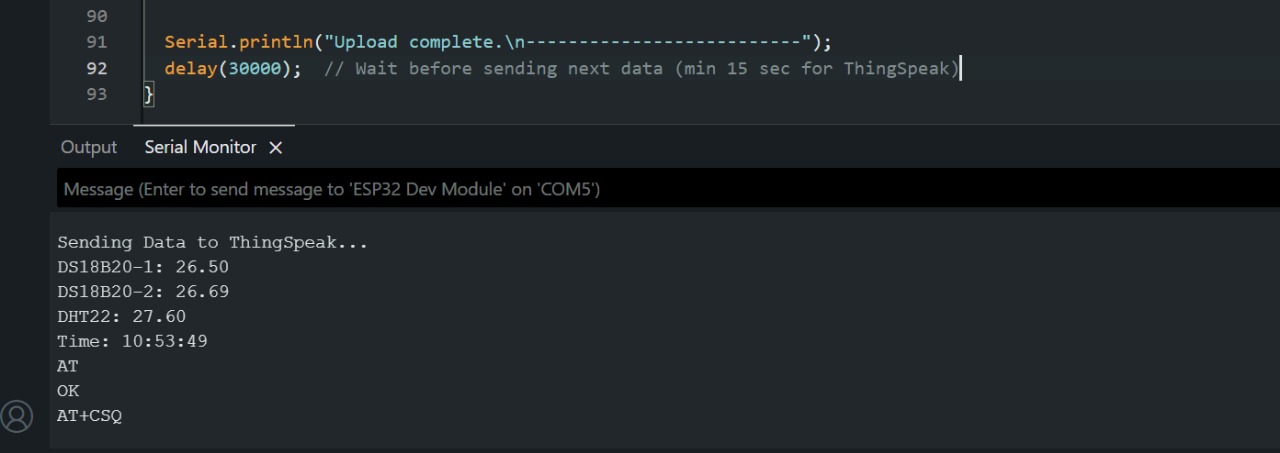 90
91 Serial.println("Upload complete.\n--------------------------");
92 delay(30000); // Wait before sending next data (min 15 sec for ThingSpeak)
93 }
Output Serial Monitor ×
Message (Enter to send message to 'ESP32 Dev Module' on 'COM5')
Sending Data to ThingSpeak...
DS18B20-1: 26.50
DS18B20-2: 26.69
DHT22: 27.60
Time: 10:53:49
AT
OK
AT+CSQ